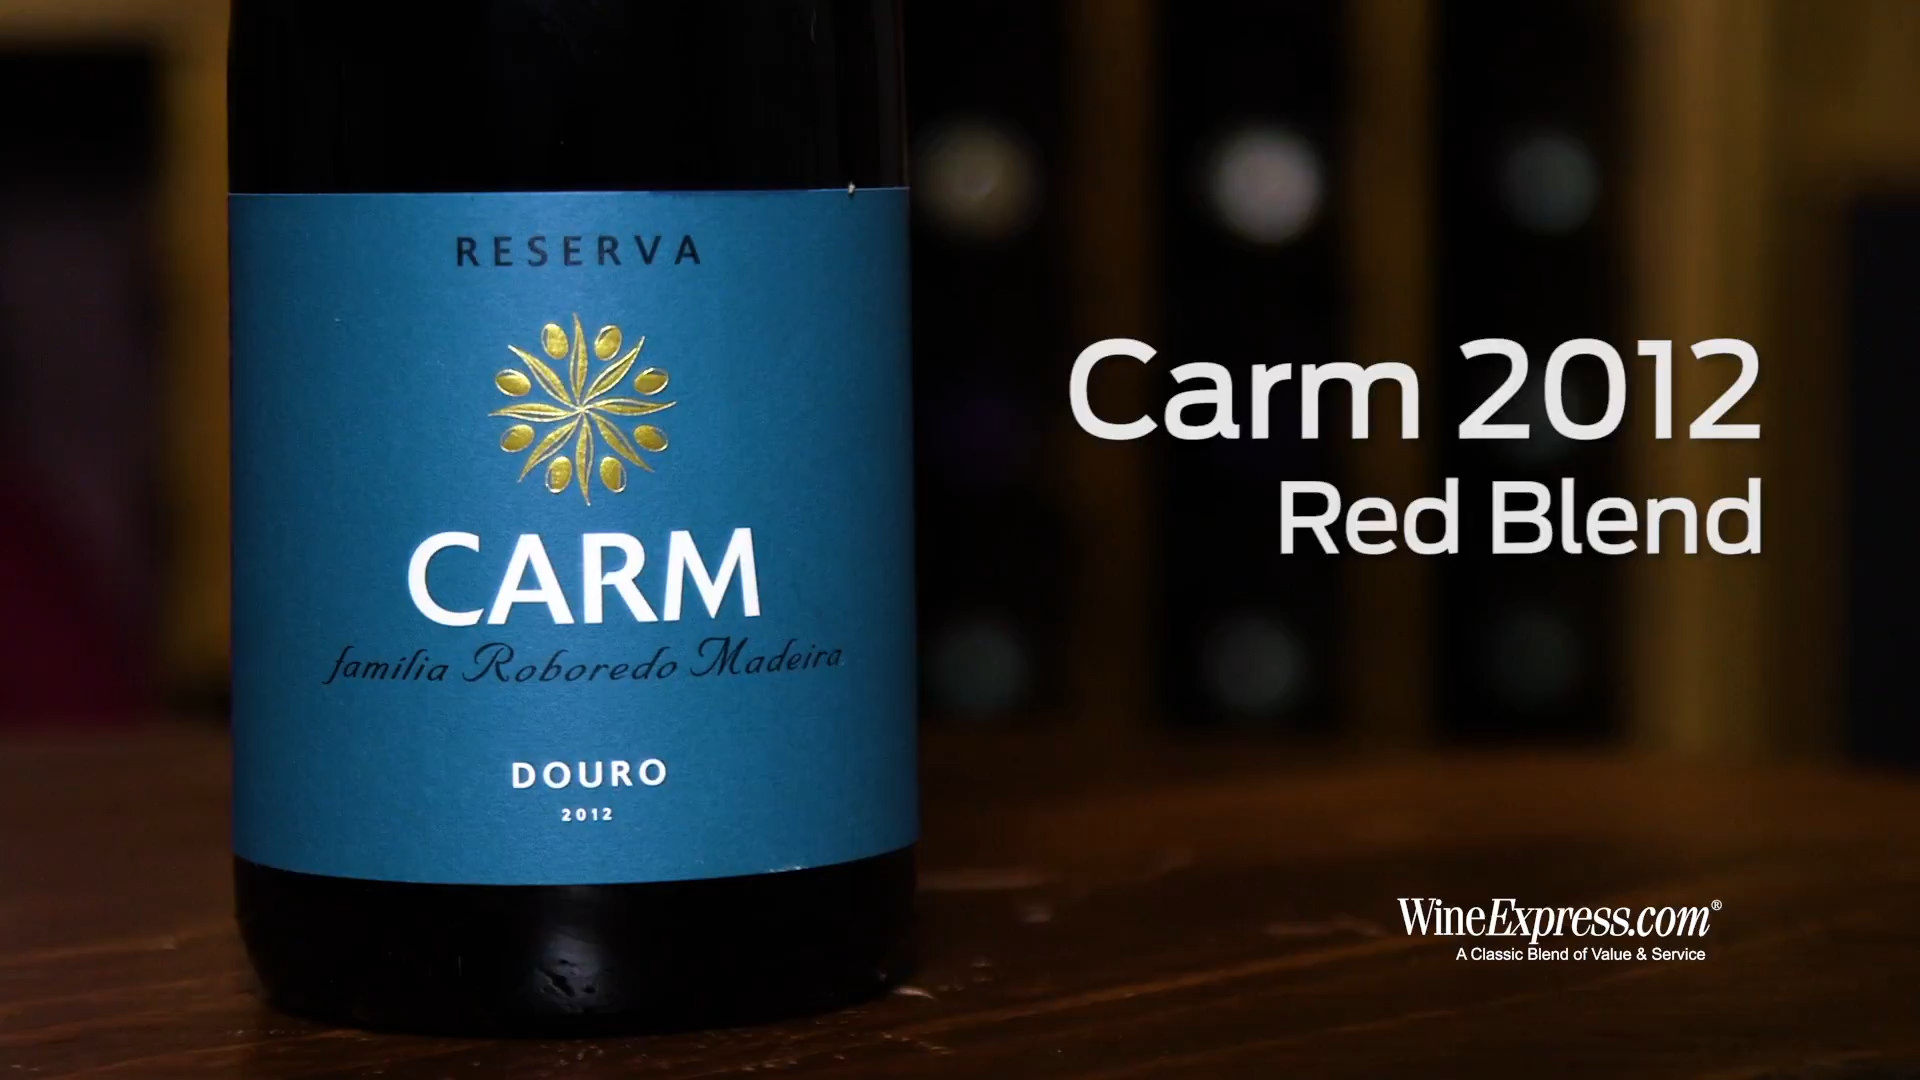 RESERVA
CARM
família Roboredo Madeira
DOURO
2012
Carm 2012
Red Blend
WineExpress.com®
A Classic Blend of Value & Service